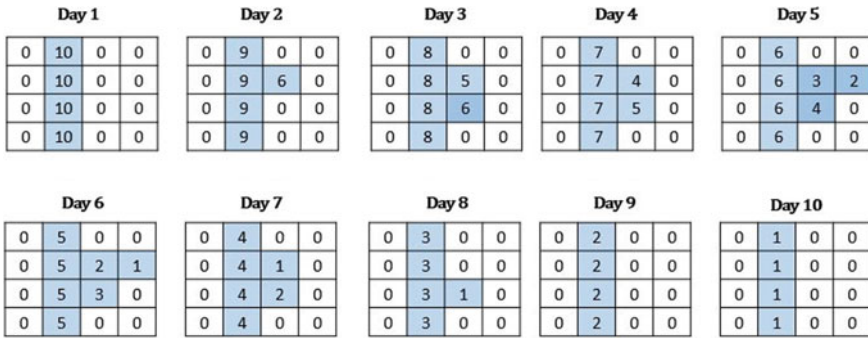 Day 1 Day 2 Day 3 Day 4 Day 5
0 10 0 0 0 9 0 0 0 8 0 0 0 7 0 0 0 6 0 0
0 10 0 0 0 9 6 0 0 8 5 0 0 7 4 0 0 6 3 2
0 10 0 0 0 9 0 0 0 8 6 0 0 7 5 0 0 6 4 0
0 10 0 0 0 9 0 0 0 8 0 0 0 7 0 0 0 6 0 0
Day 6 Day 7 Day 8 Day 9 Day 10
0 5 0 0 0 4 0 0 0 3 0 0 0 2 0 0 0 1 0 0
0 5 2 1 0 4 1 0 0 3 0 0 0 2 0 0 0 1 0 0
0 5 3 0 0 4 2 0 0 3 1 0 0 2 0 0 0 1 0 0
0 5 0 0 0 4 0 0 0 3 0 0 0 2 0 0 0 1 0 0